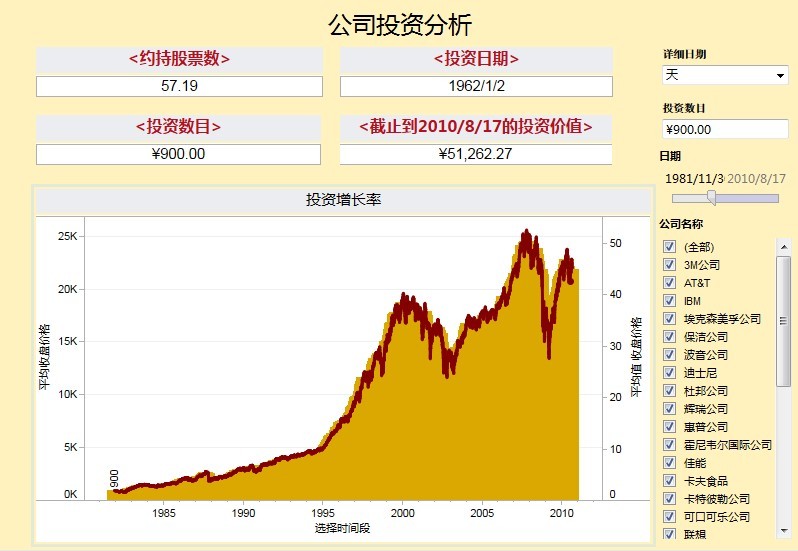 公司投资分析
<约持股票数>
<投资日期>
57.19
1962/1/2
<投资数目>
<截止到2010/8/17的投资价值>
¥900.00
¥51,262.27
详细日期
天
投资数目
¥900.00
日期
1981/11/3 2010/8/17
公司名称
(全部)
3M公司
AT&T
IBM
埃克森美孚公司
保洁公司
波音公司
迪士尼
杜邦公司
辉瑞公司
惠普公司
霍尼韦尔国际公司
佳能
卡夫食品
卡特彼勒公司
可口可乐公司
联想
投资增长率
平均收盘价格
25K
20K
15K
10K
5K
0K
900
50
40
30
20
10
0
平均值 收盘价格
1985 1990 1995 2000 2005 2010
选择时间段